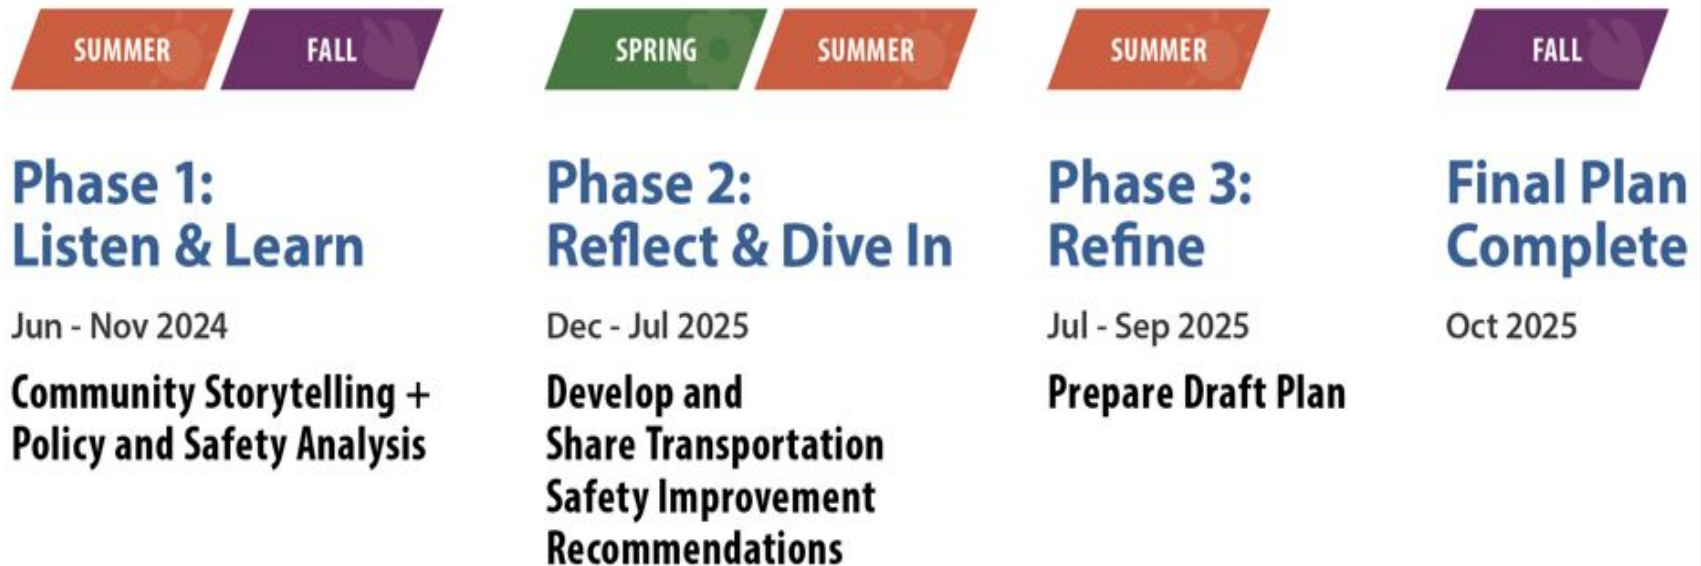 SUMMER
FALL
Phase 1:
Listen & Learn
Jun - Nov 2024
Community Storytelling +
Policy and Safety Analysis
SPRING
SUMMER
Phase 2:
Reflect & Dive In
Dec - Jul 2025
Develop and
Share Transportation
Safety Improvement
Recommendations
SUMMER
Phase 3:
Refine
Jul - Sep 2025
Prepare Draft Plan
FALL
Final Plan
Complete
Oct 2025